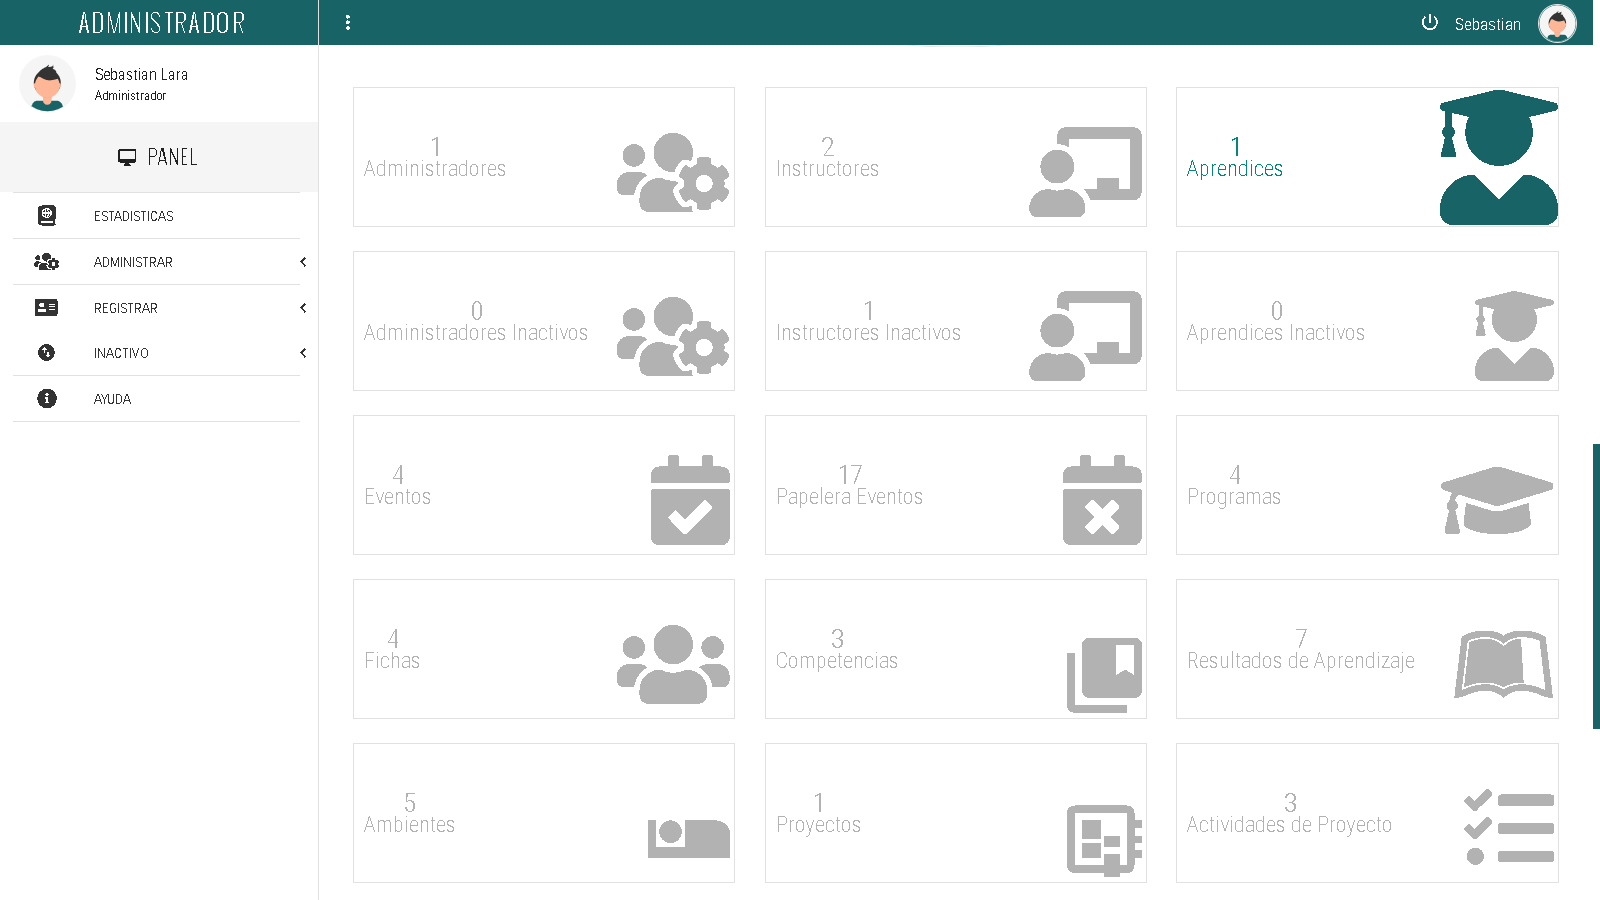 ADMINISTRADOR
Sebastian
Sebastian Lara
Administrador
PANEL
ESTADISTICAS
ADMINISTRAR
REGISTRAR
INACTIVO
AYUDA
1
Administradores
2
Instructores
1
Aprendices
0
Administradores Inactivos
1
Instructores Inactivos
0
Aprendices Inactivos
4
Eventos
17
Papelera Eventos
4
Programas
4
Fichas
3
Competencias
7
Resultados de Aprendizaje
5
Ambientes
1
Proyectos
3
Actividades de Proyecto